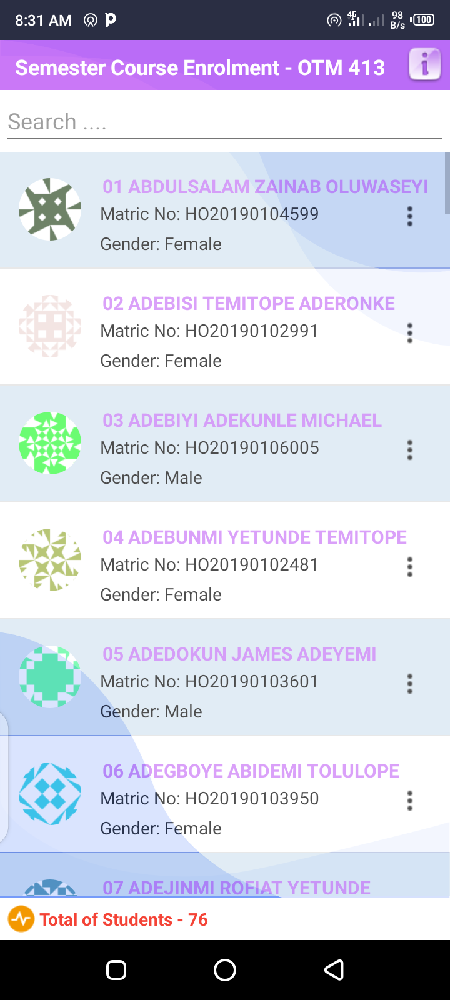 8:31 AM
4G
98
B/s
100
Semester Course Enrolment - OTM 413
i
Search ....
01 ABDULSALAM ZAINAB OLUWASEYI
Matric No: HO20190104599
Gender: Female
02 ADEBISI TEMITOPE ADERONKE
Matric No: HO20190102991
Gender: Female
03 ADEBIYI ADEKUNLE MICHAEL
Matric No: HO20190106005
Gender: Male
04 ADEBUNMI YETUNDE TEMITOPE
Matric No: HO20190102481
Gender: Female
05 ADEDOKUN JAMES ADEYEMI
Matric No: HO20190103601
Gender: Male
06 ADEGBOYE ABIDEMI TOLULOPE
Matric No: HO20190103950
Gender: Female
07 ADEJINMI ROFIAT YETUNDE
Total of Students - 76